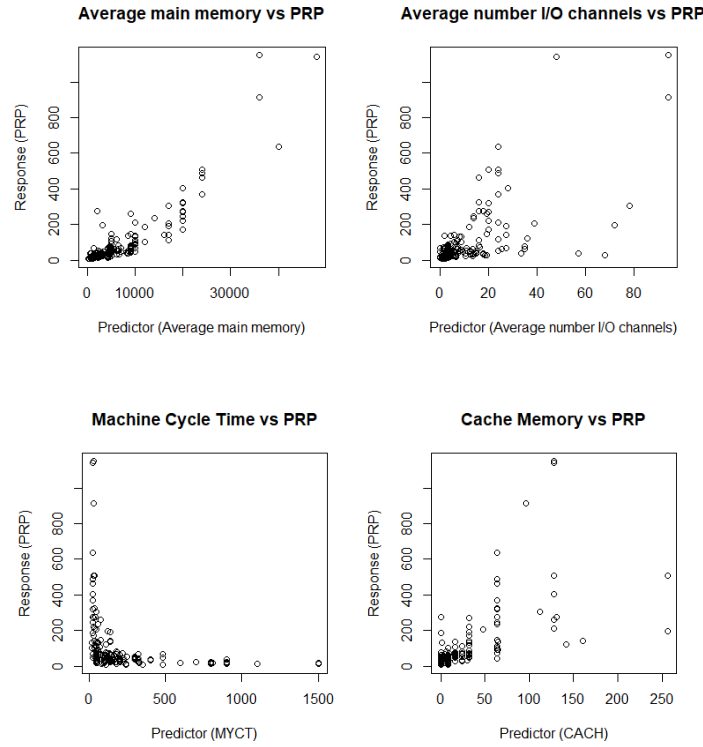 Average main memory vs PRP
Response (PRP)
0 200 400 600 800
0 10000 30000
Predictor (Average main memory)
Average number I/O channels vs PRP
Response (PRP)
0 200 400 600 800
0 20 40 60 80
Predictor (Average number I/O channels)
Machine Cycle Time vs PRP
Response (PRP)
0 200 400 600 800
0 500 1000 1500
Predictor (MYCT)
Cache Memory vs PRP
Response (PRP)
0 200 400 600 800
0 50 100 150 200 250
Predictor (CACH)